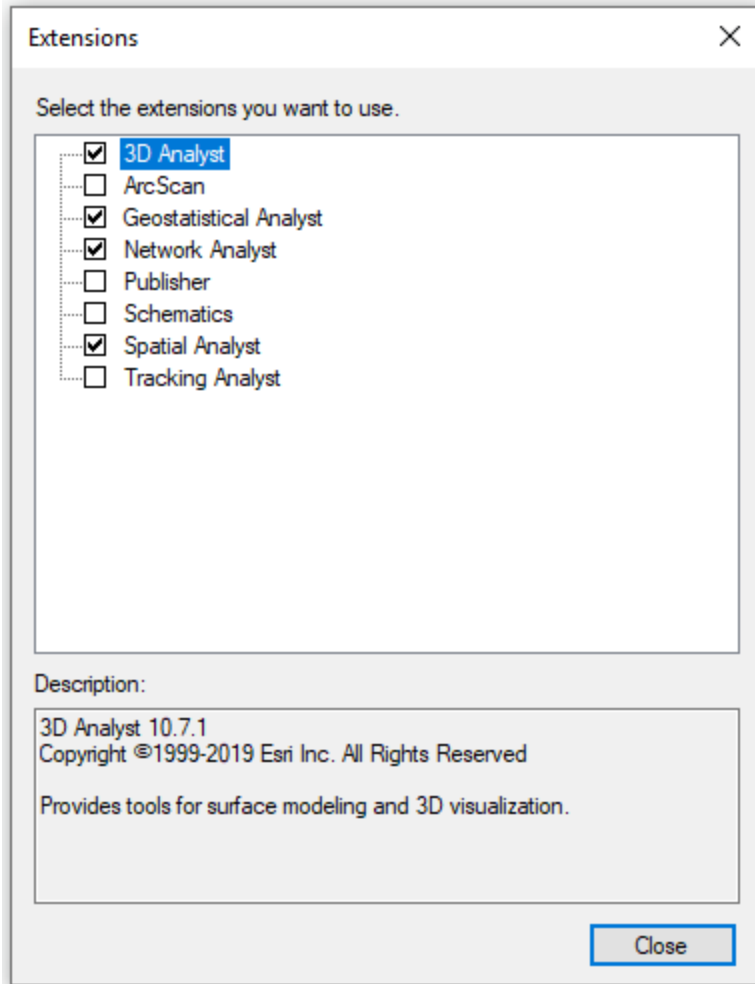 Extensions
Select the extensions you want to use.
3D Analyst
ArcScan
Geostatistical Analyst
Network Analyst
Publisher
Schematics
Spatial Analyst
Tracking Analyst
Description:
3D Analyst 10.7.1
Copyright ©1999-2019 Esri Inc. All Rights Reserved
Provides tools for surface modeling and 3D visualization.
Close